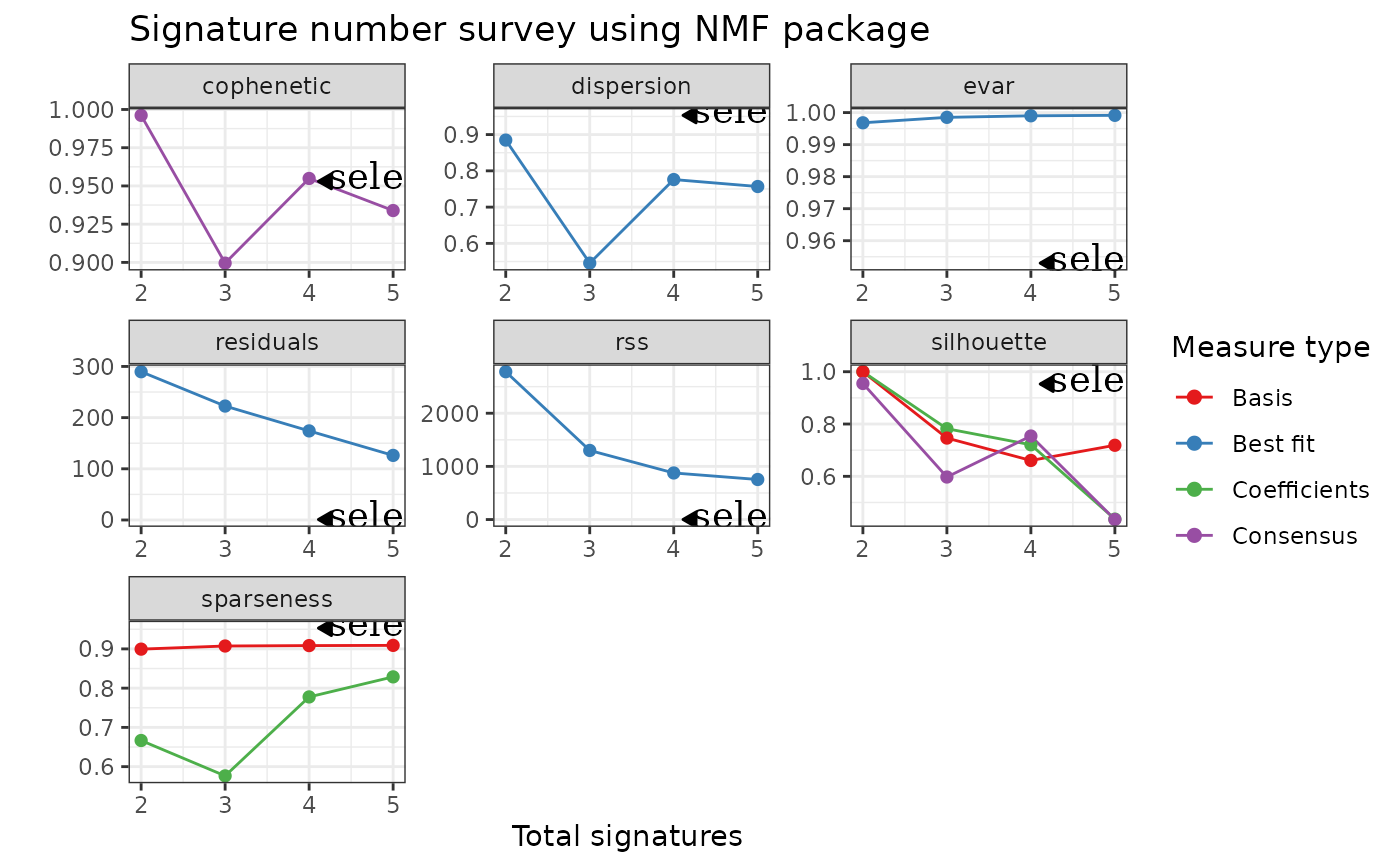 Signature number survey using NMF package
cophenetic
1.000
0.975
0.950
0.925
0.900
◄sele
2 3 4 5
dispersion
0.9
0.8
0.7
0.6
◄sele
2 3 4 5
evar
1.00
0.99
0.98
0.97
0.96
◄sele
2 3 4 5
residuals
300
200
100
0
◄sele
2 3 4 5
rss
2000
1000
0
◄sele
2 3 4 5
silhouette
1.0
0.8
0.6
◄sele
2 3 4 5
Measure type
Basis
Best fit
Coefficients
Consensus
sparseness
0.9
0.8
0.7
0.6
◄sele
2 3 4 5
Total signatures